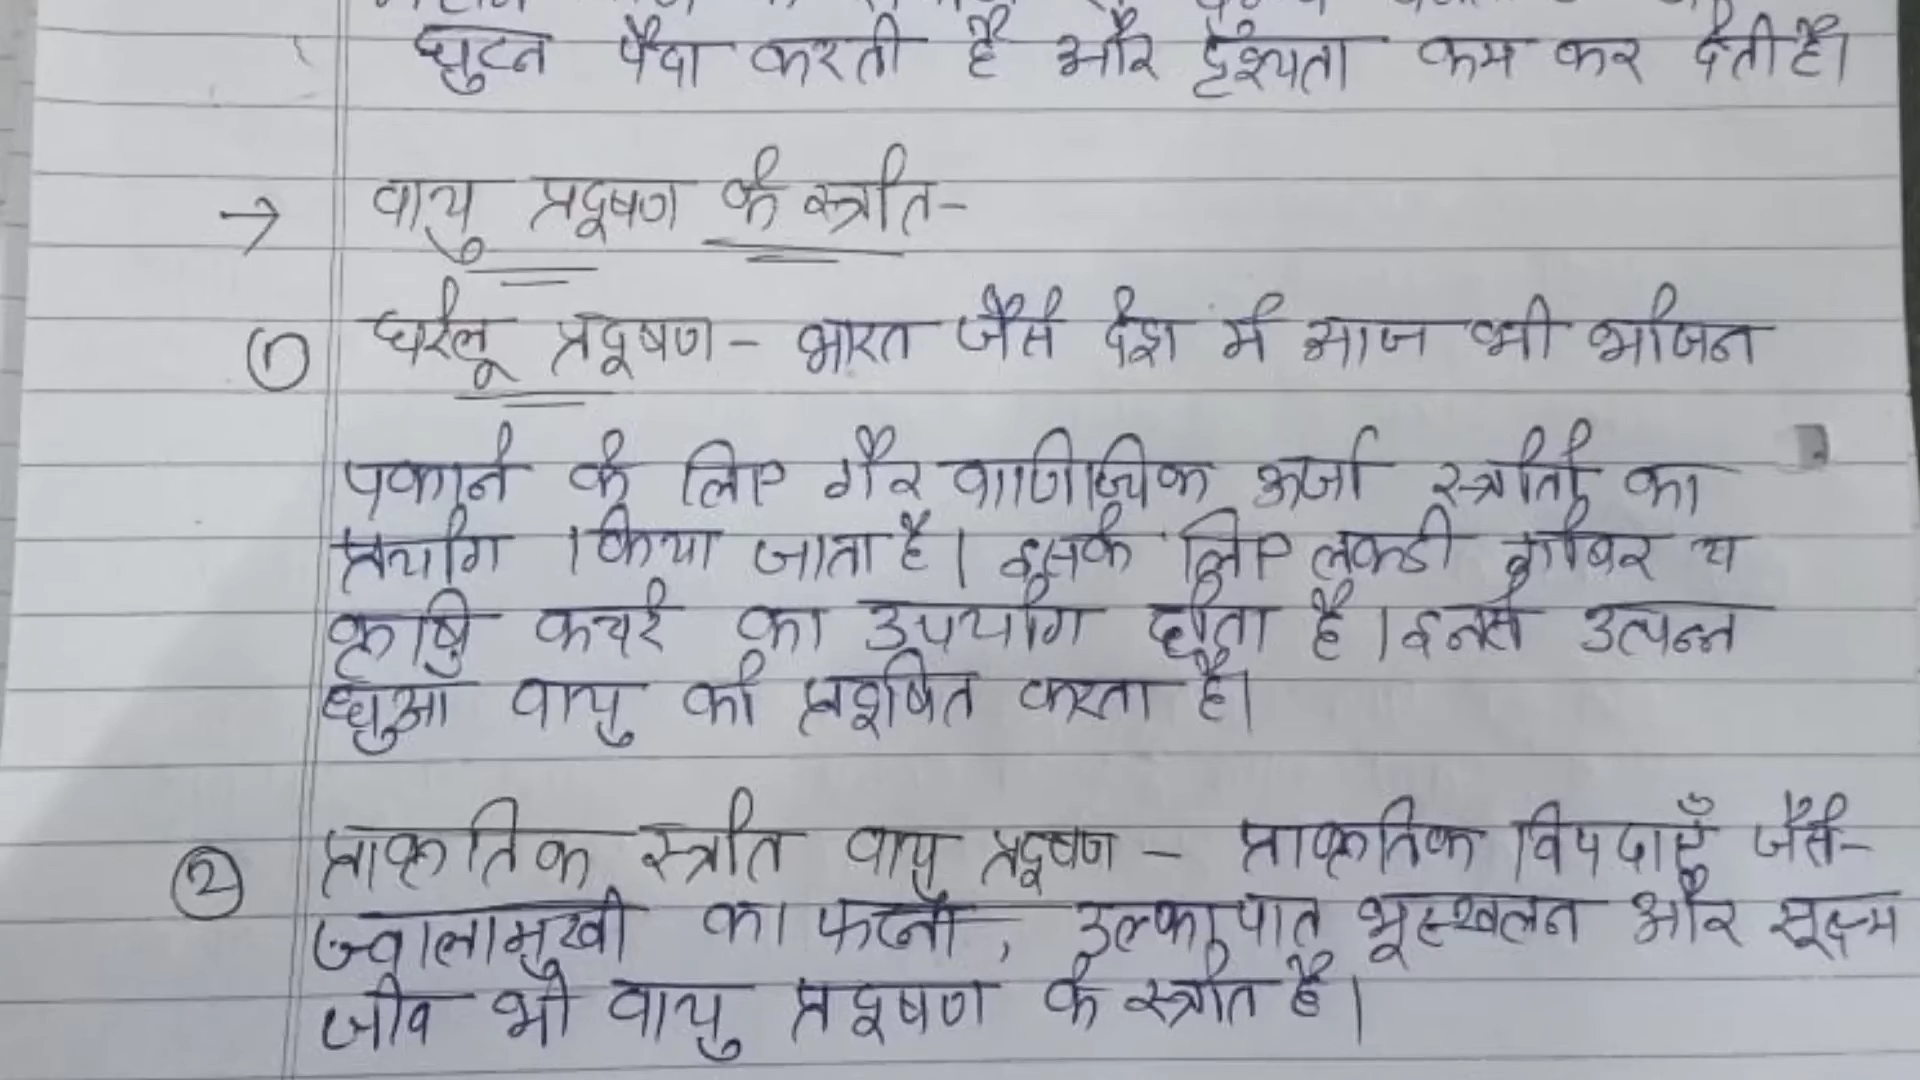 घुटन पैदा करती है और दृश्यता कम कर देती है।
→ वायु प्रदूषण के स्त्रोत-
① घरेलू प्रदूषण - भारत जैसे देश में आज भी भोजन
पकाने के लिए गैर वाणिज्यिक ऊर्जा स्त्रोतों का
प्रयोग किया जाता है। इसके लिए लकडी गोबर य
कृषि कचरे का उपयोग होता है। इनसे उत्पन्न
धुआ वायु को प्रदूषित करता है।
② प्राकृतिक स्त्रोत वायु प्रदूषण - प्राकृतिक विपदाएँ जैसे-
ज्वालामुखी का फटना, उल्कापात भूस्खलन और सूक्ष्म
जीव भी वायु प्रदूषण के स्त्रोत है।